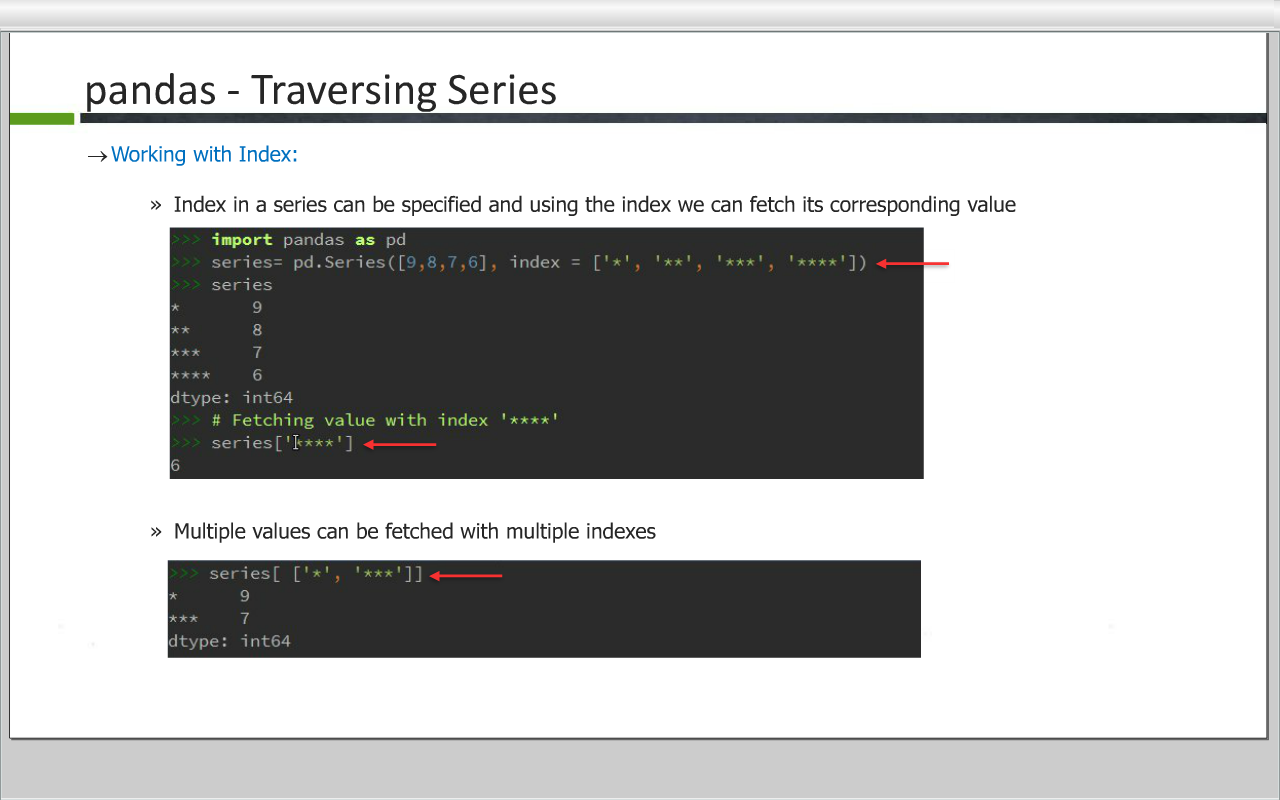 pandas - Traversing Series
→Working with Index:
» Index in a series can be specified and using the index we can fetch its corresponding value
>>> import pandas as pd
>>> series= pd.Series([9,8,7,6], index = ['*', '**', '***', '****'])
>>> series
*       9
**      8
***     7
****    6
dtype: int64
>>> # Fetching value with index '****'
>>> series['****']
6
» Multiple values can be fetched with multiple indexes
>>> series[ ['*', '***']]
*      9
***    7
dtype: int64